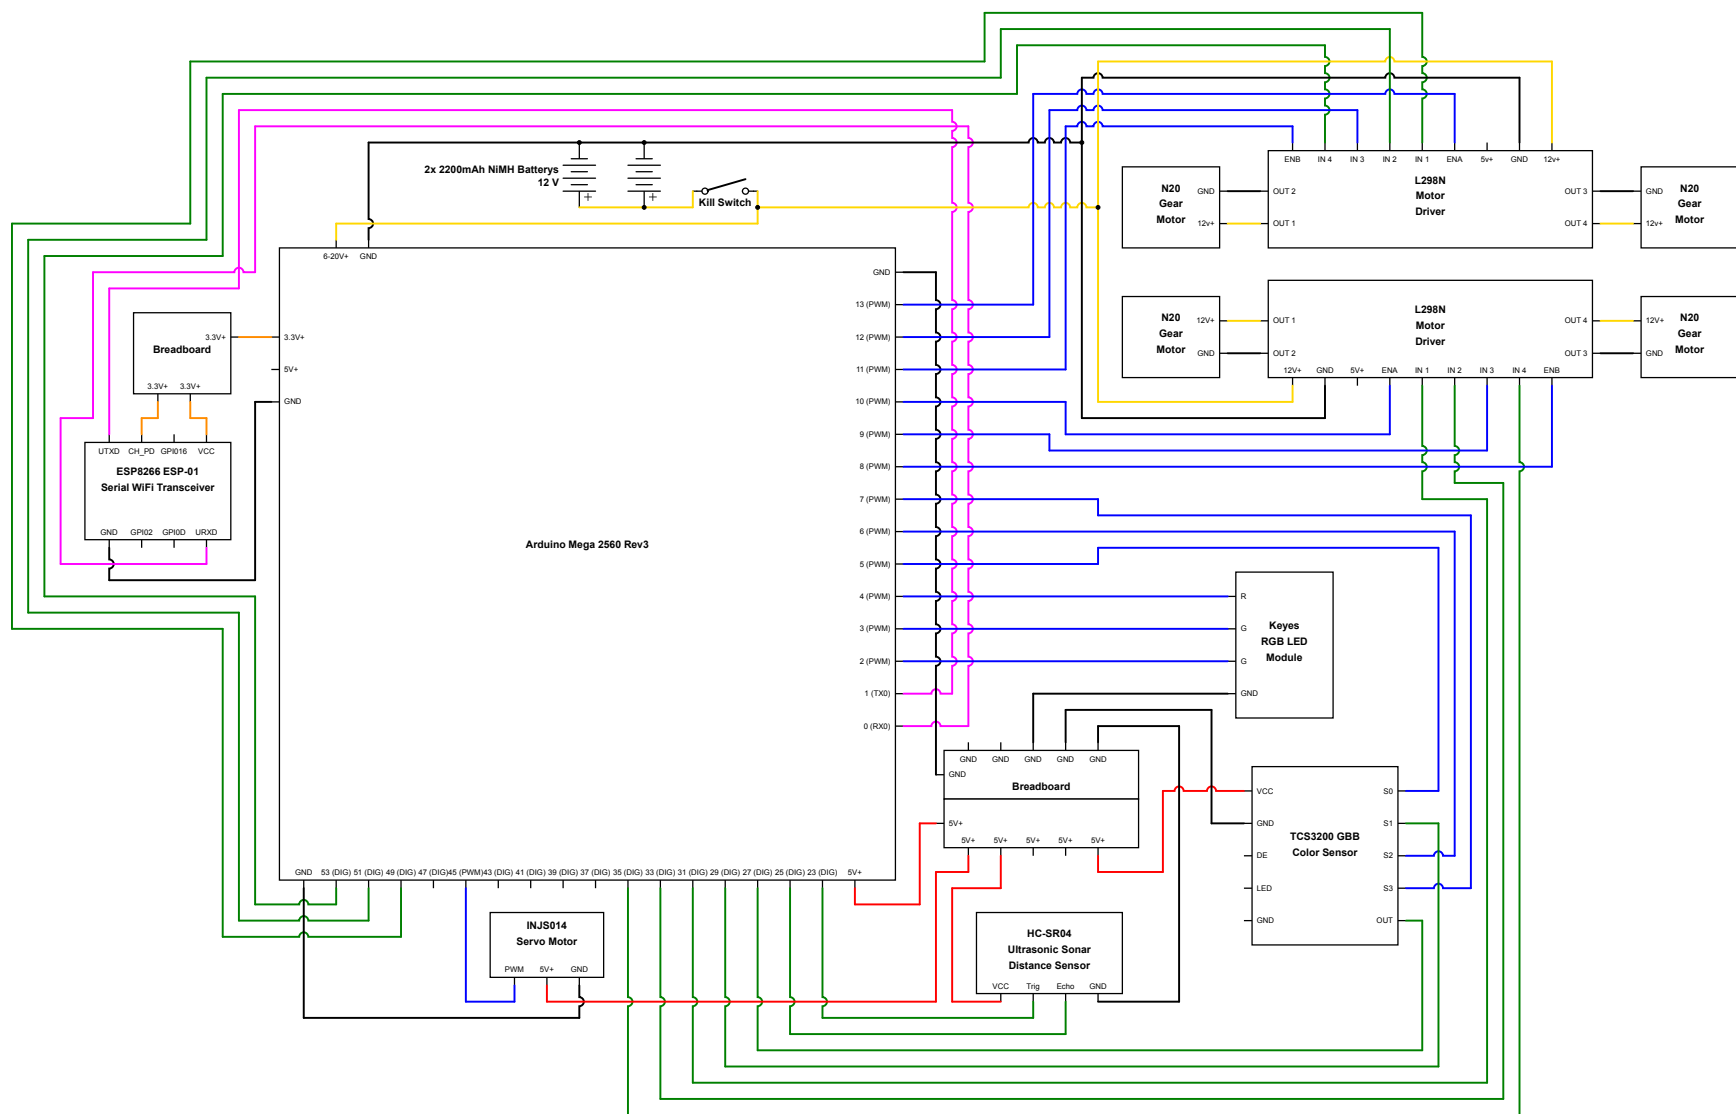 2x 2200mAh NiMH Batterys
12 V
+
+
Kill Switch
ENB
IN 4
IN 3
IN 2
IN 1
ENA
5v+
GND
12v+
L298N
Motor
Driver
OUT 2
OUT 1
OUT 3
OUT 4
N20
Gear
Motor
GND
12v+
N20
Gear
Motor
GND
12v+
L298N
Motor
Driver
OUT 1
OUT 2
OUT 4
OUT 3
12V+
GND
5V+
ENA
IN 1
IN 2
IN 3
IN 4
ENB
N20
Gear
Motor
12V+
GND
N20
Gear
Motor
12V+
GND
6-20V+
GND
3.3V+
5V+
GND
Arduino Mega 2560 Rev3
GND
13 (PWM)
12 (PWM)
11 (PWM)
10 (PWM)
9 (PWM)
8 (PWM)
7 (PWM)
6 (PWM)
5 (PWM)
4 (PWM)
3 (PWM)
2 (PWM)
1 (TX0)
0 (RX0)
GND
53 (DIG)
51 (DIG)
49 (DIG)
47 (DIG)
45 (PWM)
43 (DIG)
41 (DIG)
39 (DIG)
37 (DIG)
35 (DIG)
33 (DIG)
31 (DIG)
29 (DIG)
27 (DIG)
25 (DIG)
23 (DIG)
5V+
3.3V+
Breadboard
3.3V+
3.3V+
UTXD
CH_PD
GPI016
VCC
ESP8266 ESP-01
Serial WiFi Transceiver
GND
GPI02
GPI0D
URXD
R
G
G
GND
Keyes
RGB LED
Module
GND
GND
GND
GND
GND
GND
Breadboard
5V+
5V+
5V+
5V+
5V+
5V+
VCC
GND
DE
LED
GND
TCS3200 GBB
Color Sensor
S0
S1
S2
S3
OUT
INJS014
Servo Motor
PWM
5V+
GND
HC-SR04
Ultrasonic Sonar
Distance Sensor
VCC
Trig
Echo
GND